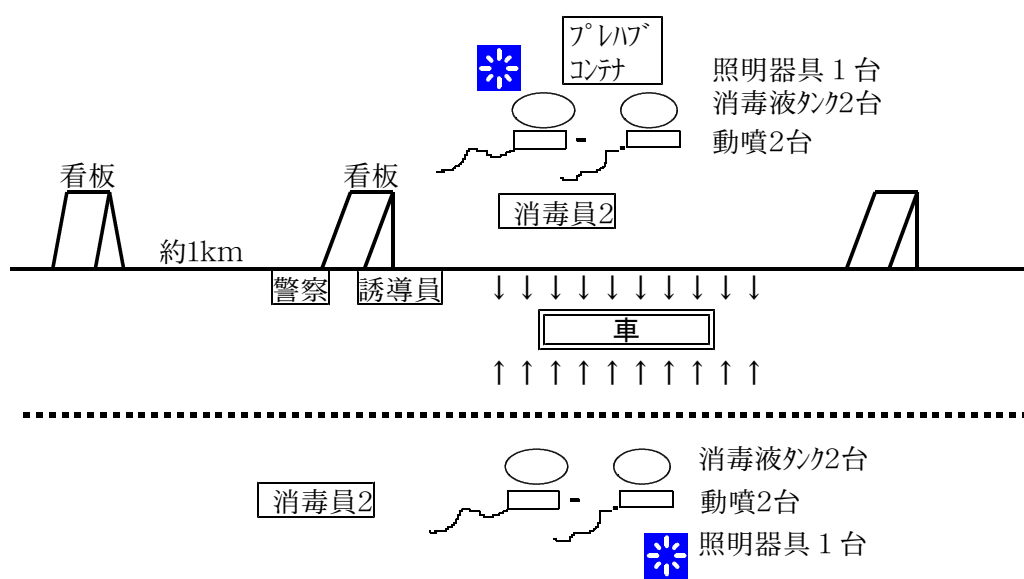 プレハブ
コンテナ
照明器具１台
消毒液タンク2台
動噴2台
看板
看板
消毒員2
約1km
警察
誘導員
↓↓↓↓↓↓↓↓↓↓
車
↑↑↑↑↑↑↑↑↑↑
消毒液タンク2台
消毒員2
動噴2台
照明器具１台